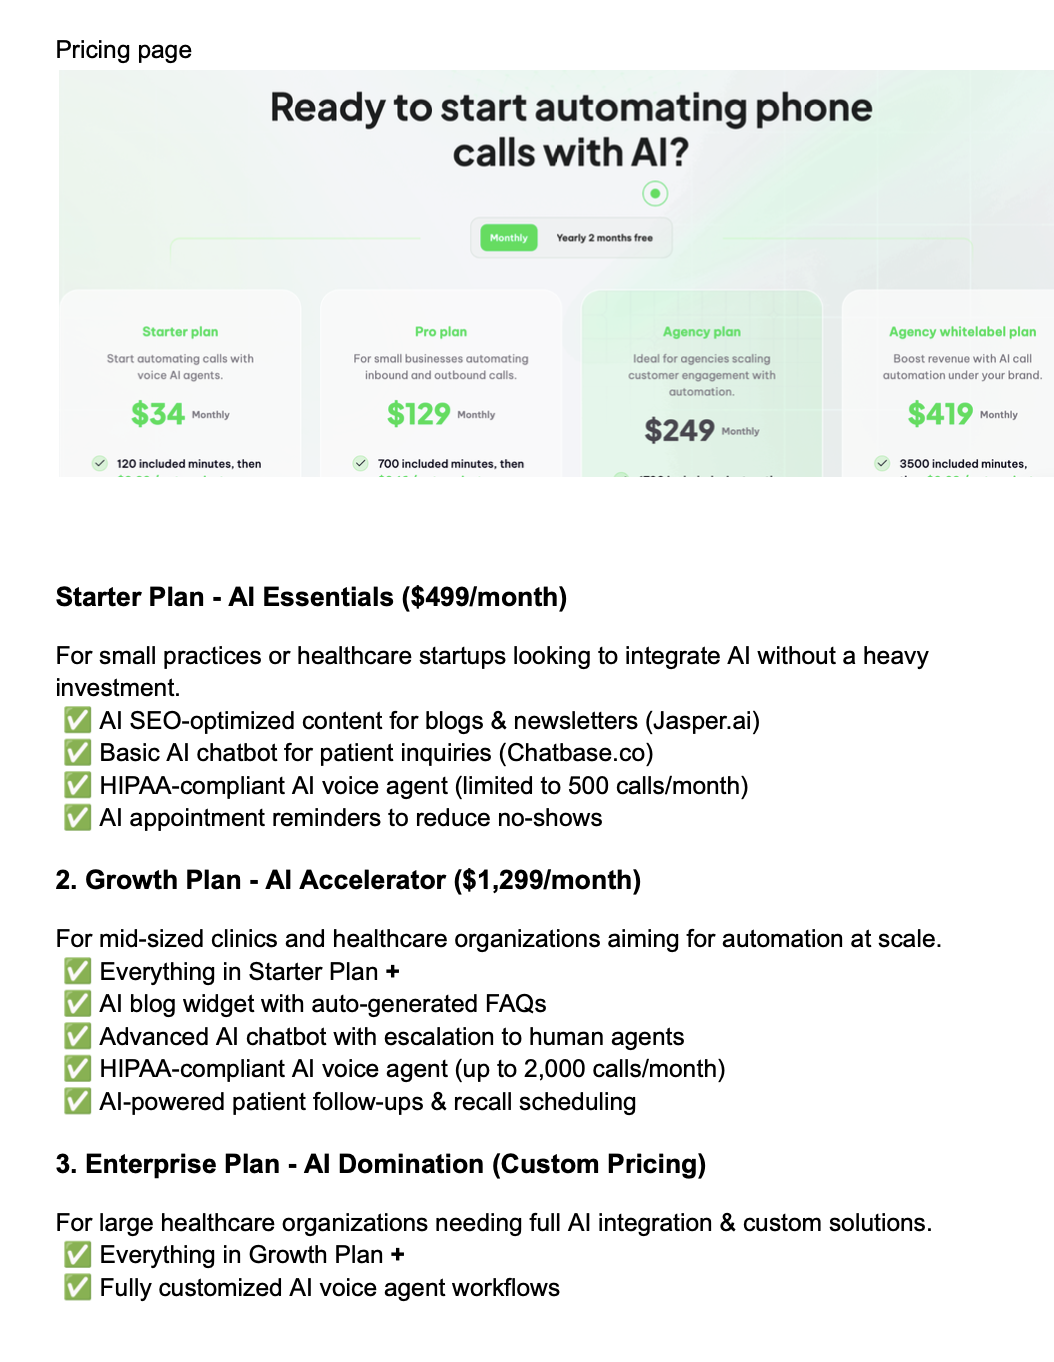 Pricing page
Ready to start automating phone
calls with AI?
Monthly
Yearly 2 months free
Starter plan
Start automating calls with
voice AI agents.
$34 Monthly
120 included minutes, then
Pro plan
For small businesses automating
inbound and outbound calls.
$129 Monthly
700 included minutes, then
Agency plan
Ideal for agencies scaling
customer engagement with
automation.
$249 Monthly
Agency whitelabel plan
Boost revenue with AI call
automation under your brand.
$419 Monthly
3500 included minutes,
Starter Plan - AI Essentials ($499/month)
For small practices or healthcare startups looking to integrate AI without a heavy
investment.
✅ AI SEO-optimized content for blogs & newsletters (Jasper.ai)
✅ Basic AI chatbot for patient inquiries (Chatbase.co)
✅ HIPAA-compliant AI voice agent (limited to 500 calls/month)
✅ AI appointment reminders to reduce no-shows
2. Growth Plan - AI Accelerator ($1,299/month)
For mid-sized clinics and healthcare organizations aiming for automation at scale.
✅ Everything in Starter Plan +
✅ AI blog widget with auto-generated FAQs
✅ Advanced AI chatbot with escalation to human agents
✅ HIPAA-compliant AI voice agent (up to 2,000 calls/month)
✅ AI-powered patient follow-ups & recall scheduling
3. Enterprise Plan - AI Domination (Custom Pricing)
For large healthcare organizations needing full AI integration & custom solutions.
✅ Everything in Growth Plan +
✅ Fully customized AI voice agent workflows